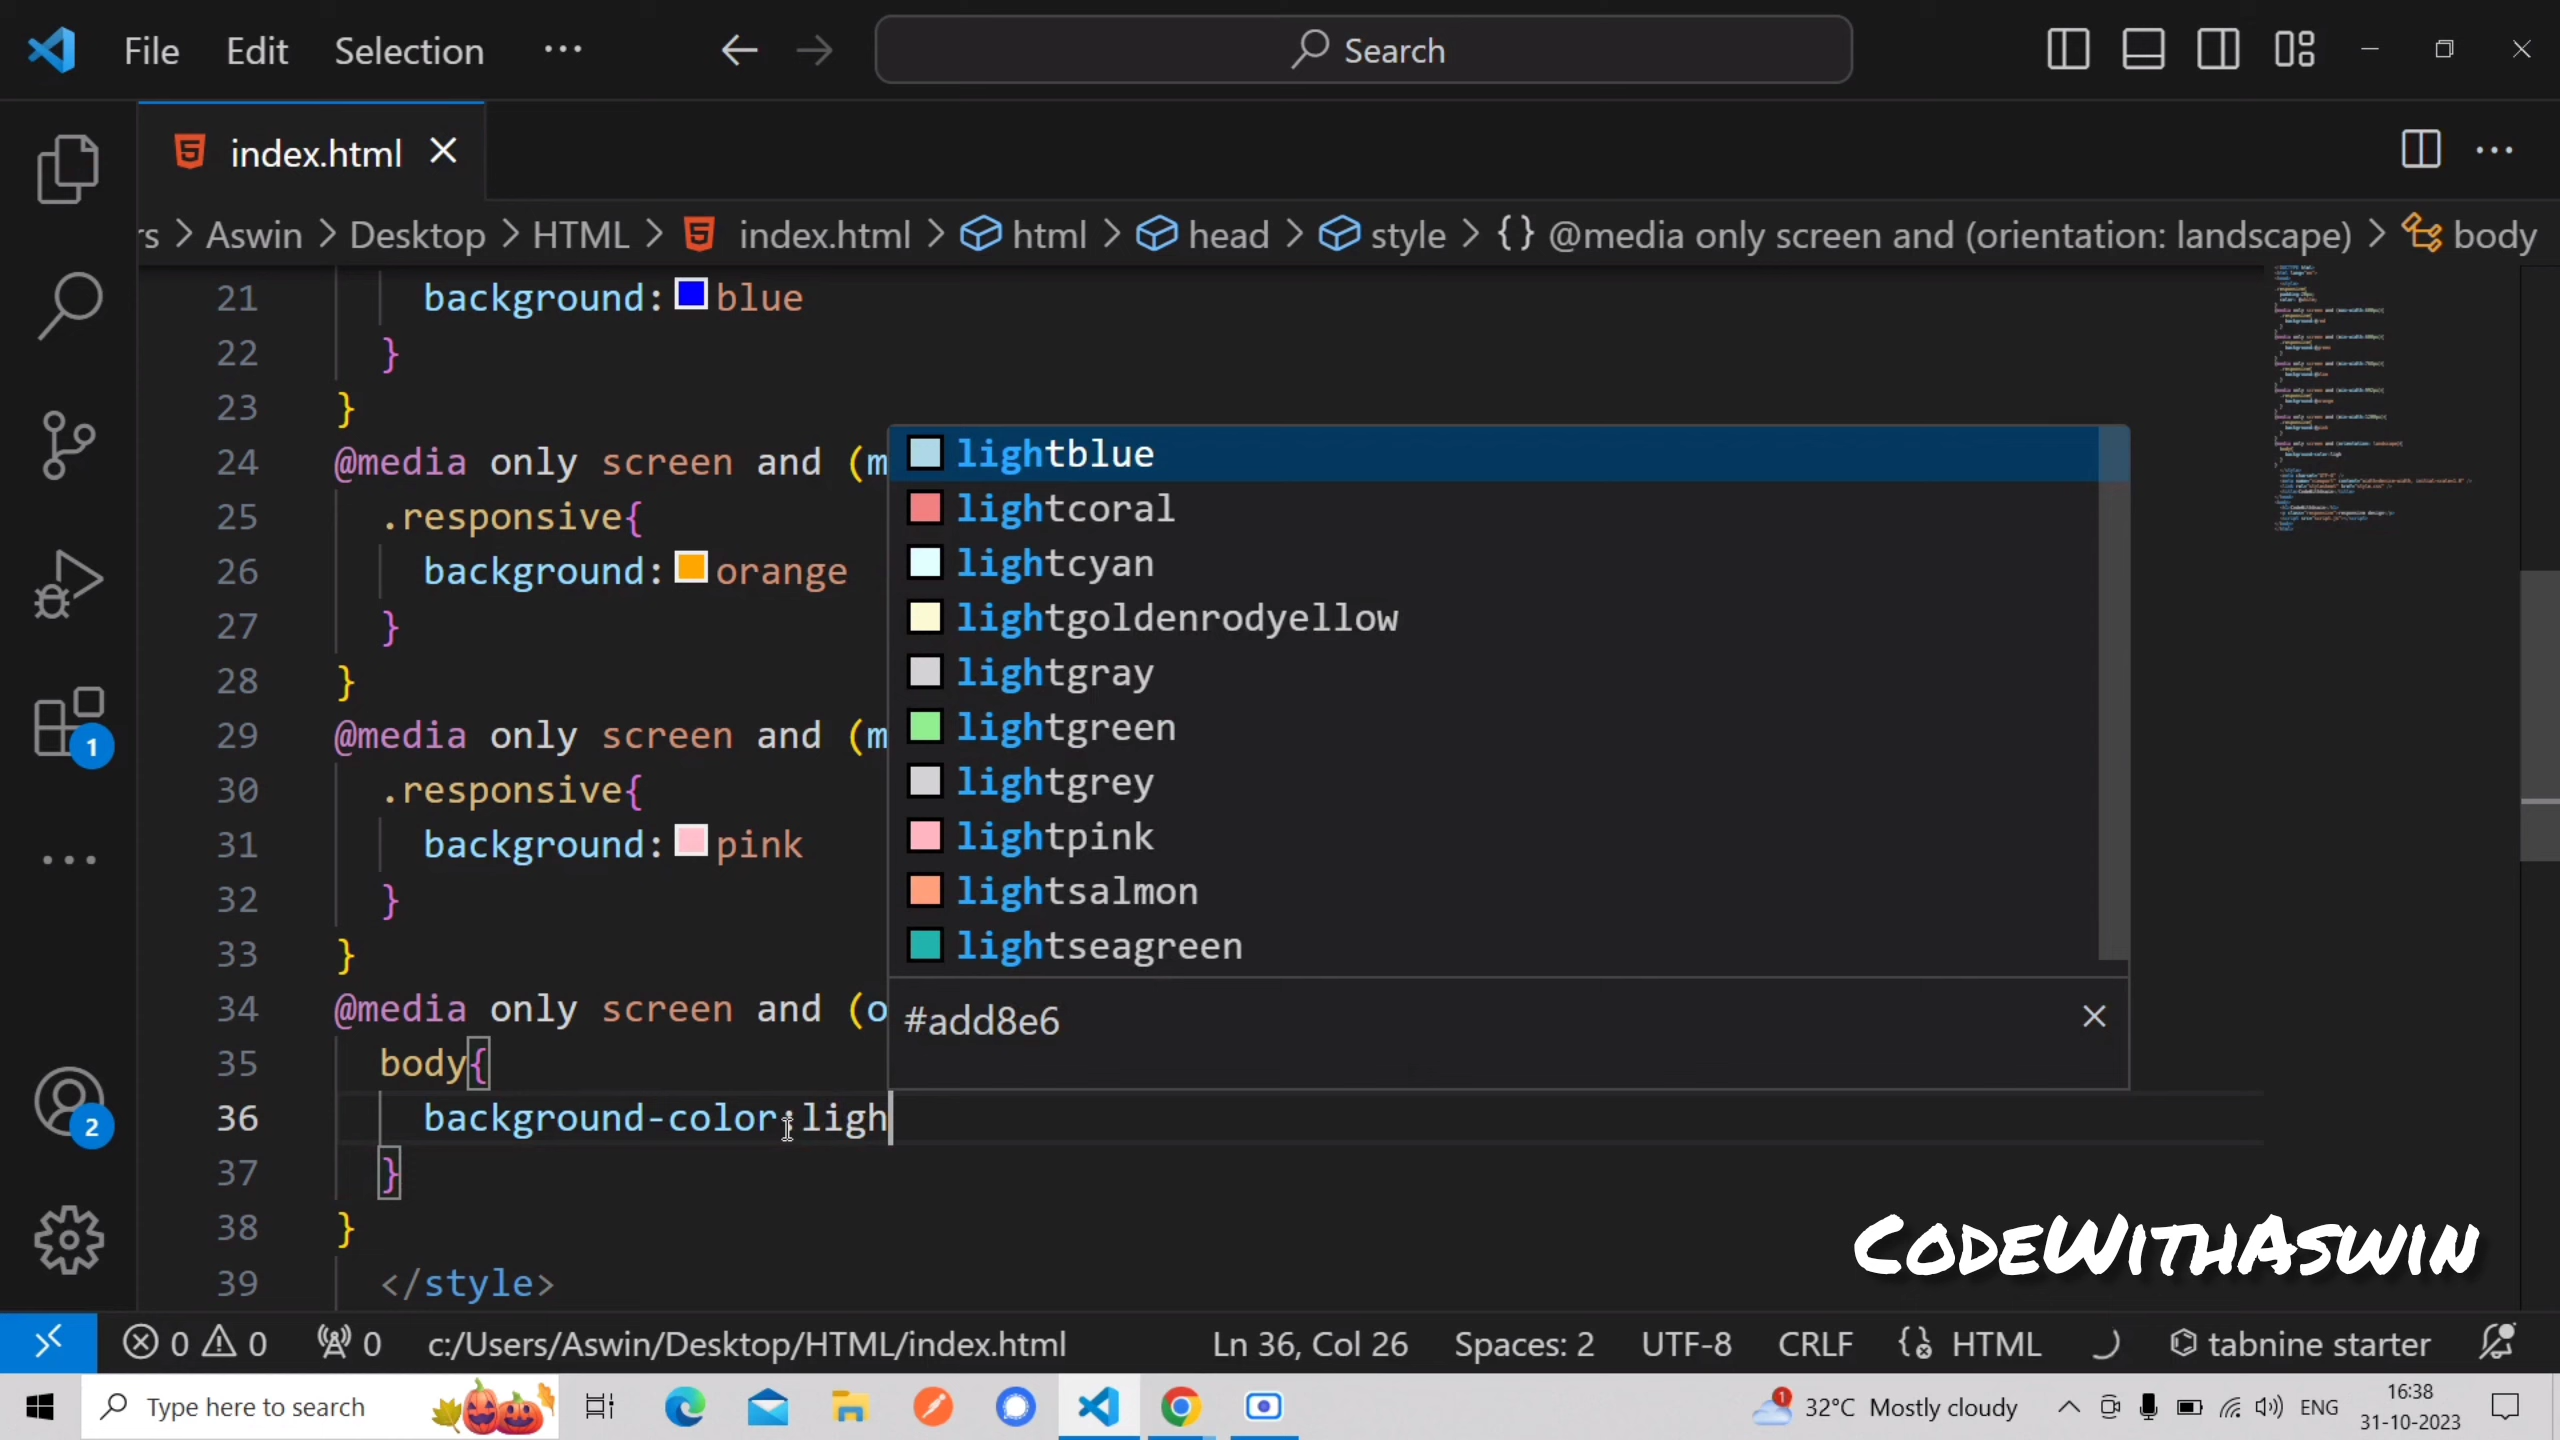 File Edit Selection ··· Search
index.html
rs > Aswin > Desktop > HTML > index.html > html > head > style > {} @media only screen and (orientation: landscape) > body
21 background: blue
22 }
23 }
24 @media only screen and (m
25 .responsive{
26 background: orange
27 }
28 }
29 @media only screen and (m
30 .responsive{
31 background: pink
32 }
33 }
34 @media only screen and (o
35 body{
36 background-color:ligh
37 }
38 }
39 </style>
lightblue
lightcoral
lightcyan
lightgoldenrodyellow
lightgray
lightgreen
lightgrey
lightpink
lightsalmon
lightseagreen
#add8e6
1
2
CodeWithAswin
0 0 0 c:/Users/Aswin/Desktop/HTML/index.html Ln 36, Col 26 Spaces: 2 UTF-8 CRLF HTML tabnine starter
Type here to search 1 32°C Mostly cloudy ENG 16:38
31-10-2023